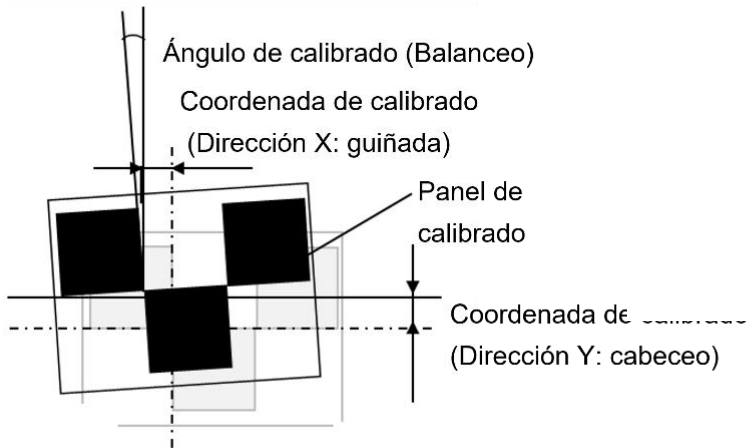 Ángulo de calibrado (Balanceo)
Coordenada de calibrado
(Dirección X: guiñada)
Panel de
calibrado
Coordenada de
(Dirección Y: cabeceo)